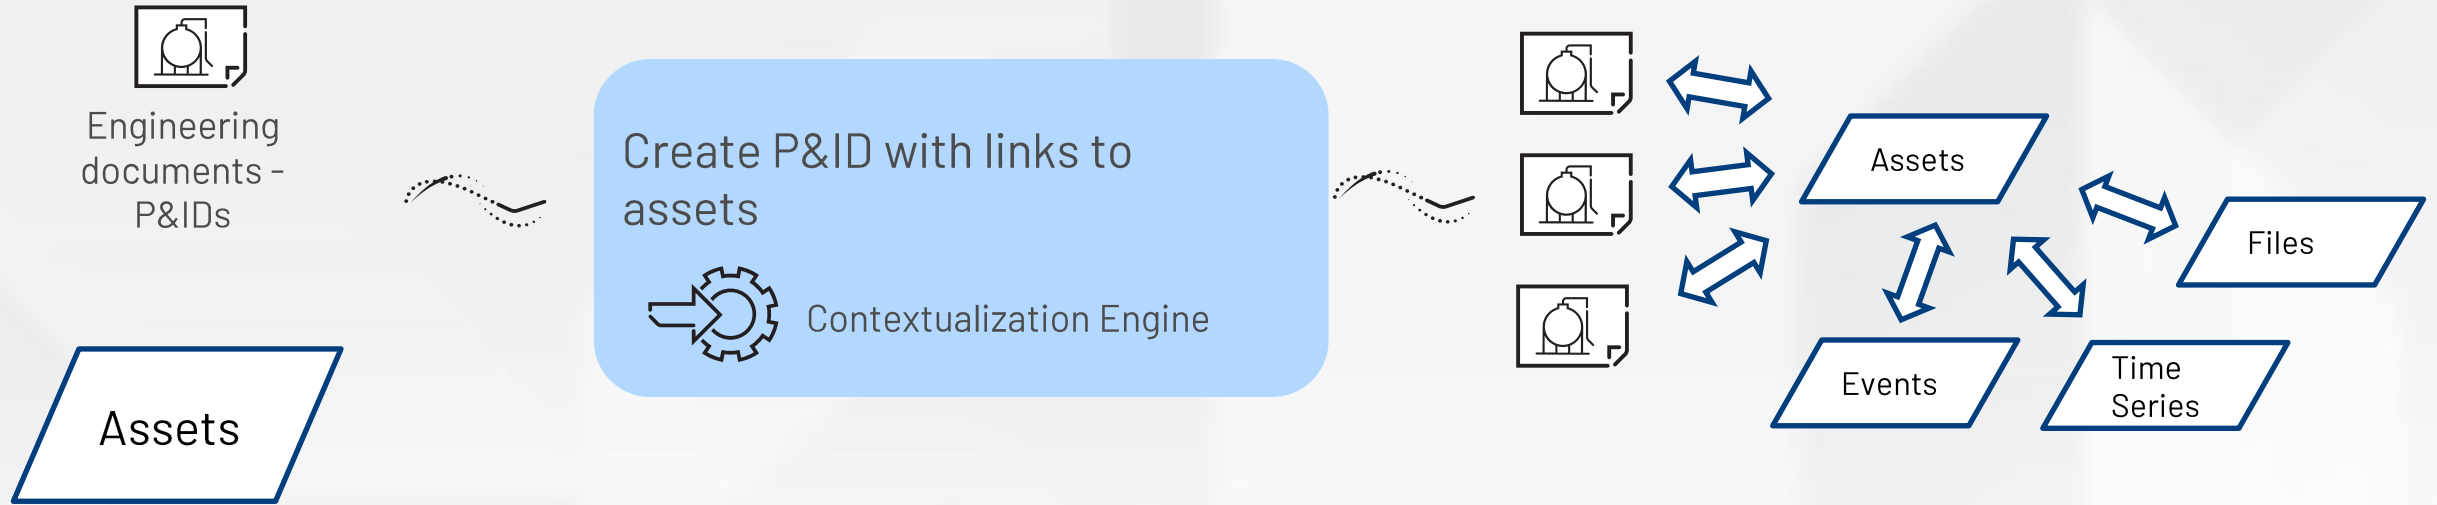 Engineering
documents -
P&IDs
Assets
Create P&ID with links to
assets
Contextualization Engine
Assets
Files
Events
Time
Series